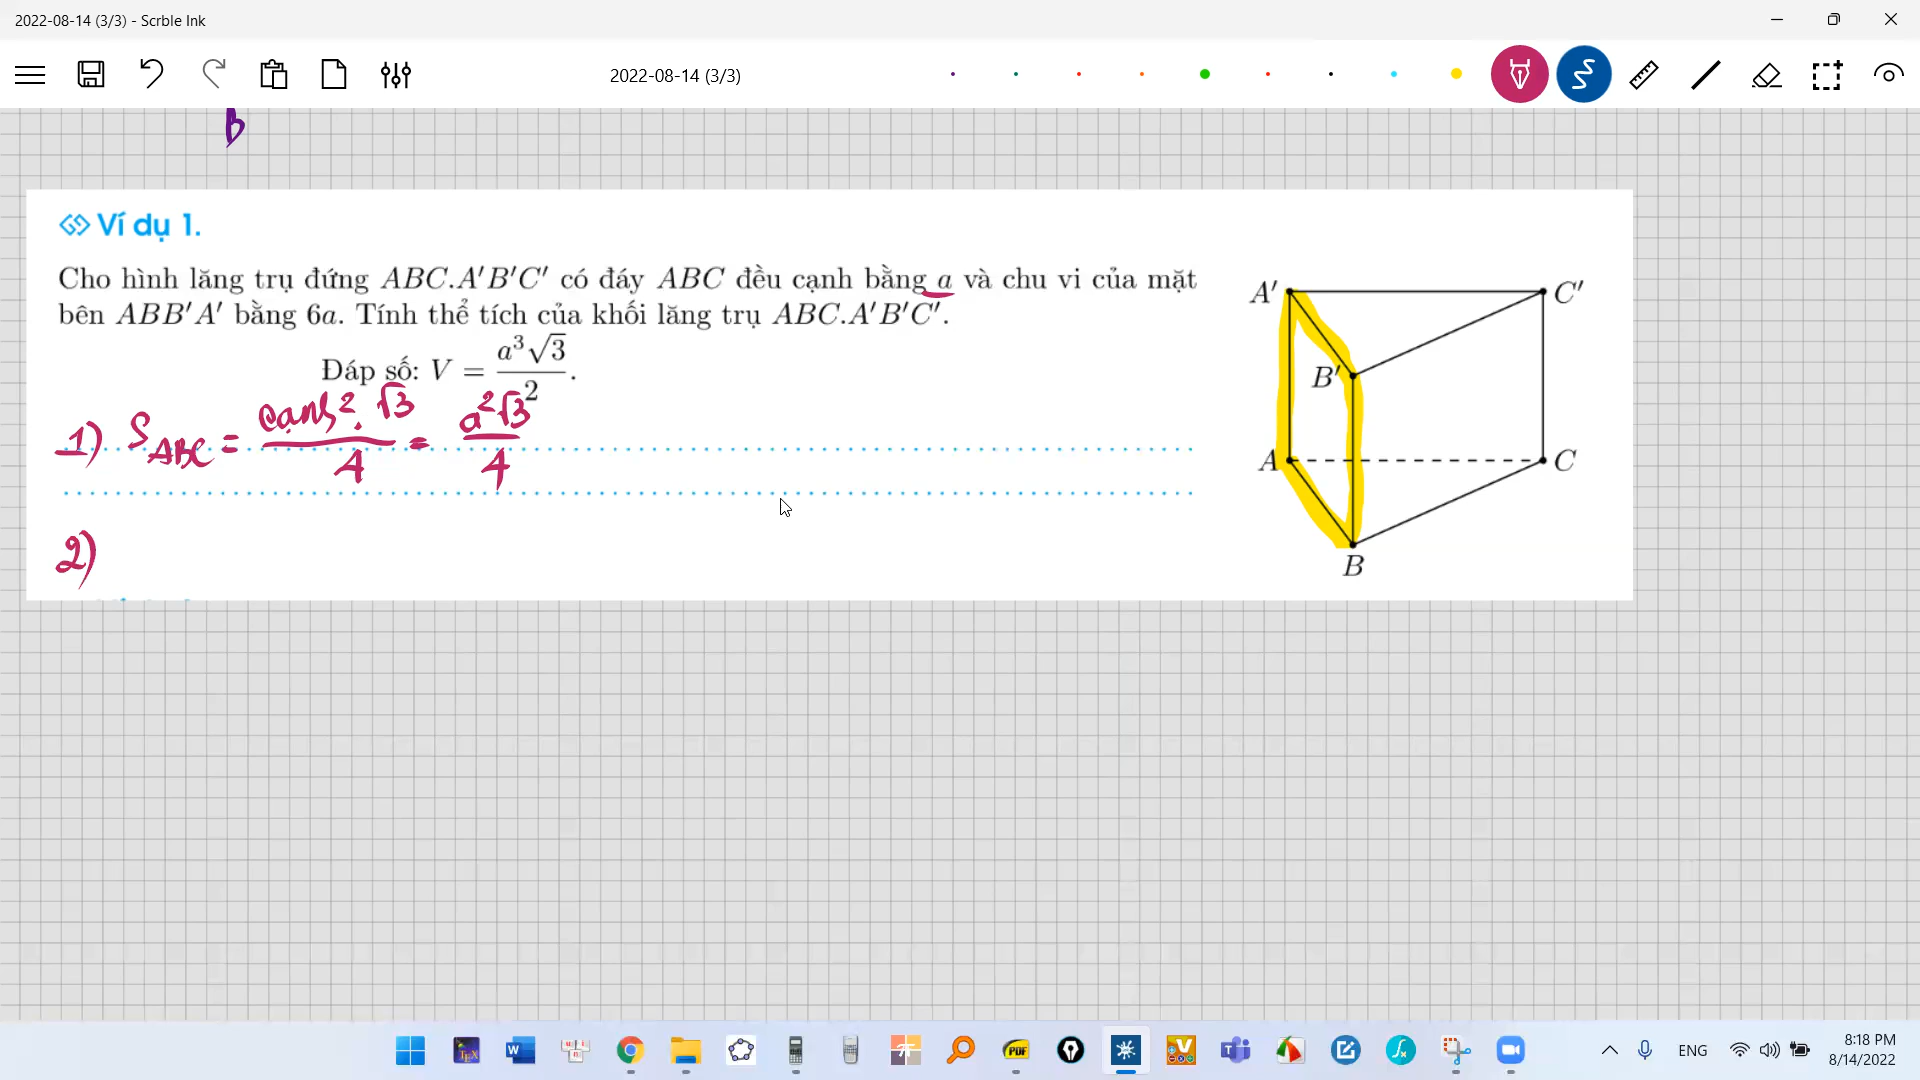 2022-08-14 (3/3) - Scrble Ink
2022-08-14 (3/3)
B
Ví dụ 1.
Cho hình lăng trụ đứng ABC.A′B′C′ có đáy ABC đều cạnh bằng a và chu vi của mặt
bên ABB′A′ bằng 6a. Tính thể tích của khối lăng trụ ABC.A′B′C′.
Đáp số: V = a³√3 / 2.
1) S_ABC = cạnh². √3 / 4 = a²√3 / 4
2)
A′
C′
B′
A
C
B
ENG
8:18 PM
8/14/2022